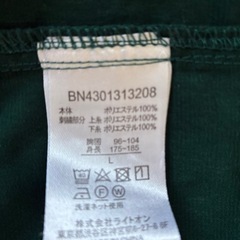 BN4301313208
本体 ポリエステル100%
刺繍部分 上糸 ポリエステル100%
下糸 ポリエステル100%
胸囲 96-104
身長 175-185
L
洗濯ネット使用
株式会社ライトオン